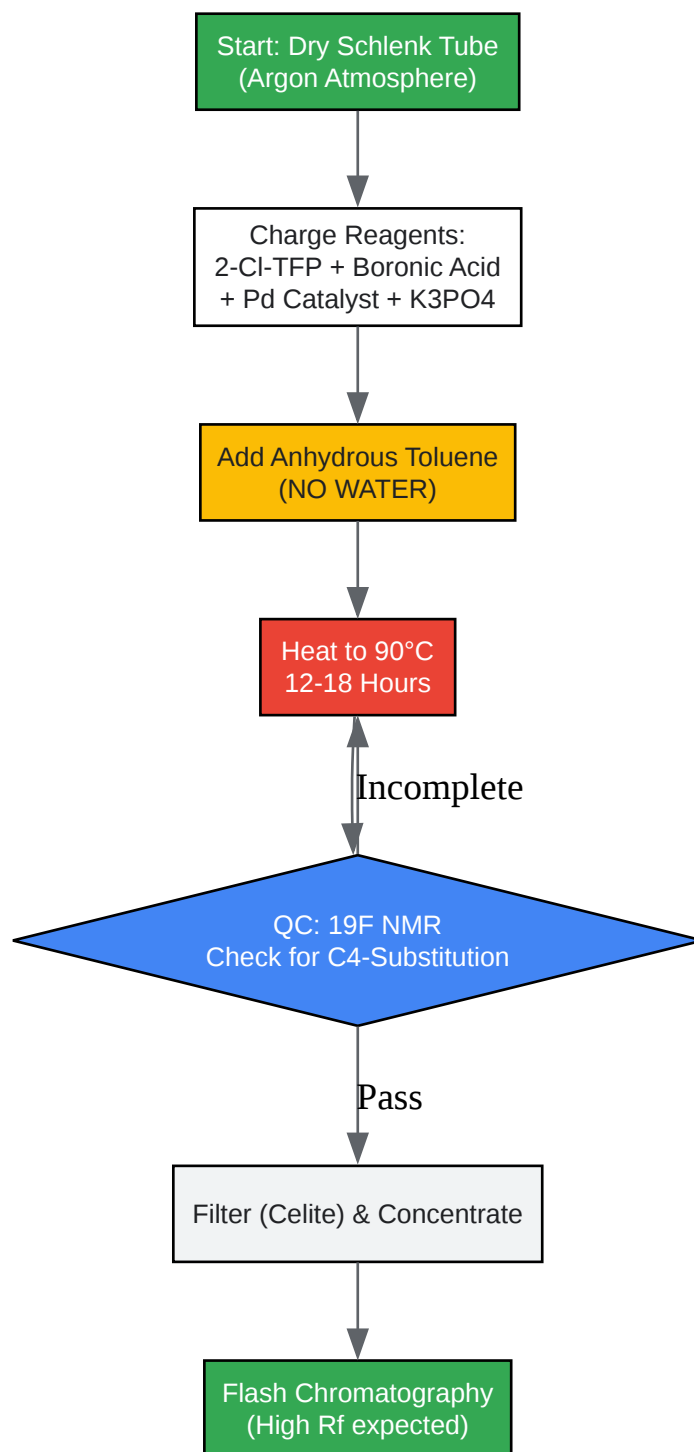 Start: Dry Schlenk Tube
(Argon Atmosphere)
Charge Reagents:
2-Cl-TFP + Boronic Acid
+ Pd Catalyst + K3PO4
Add Anhydrous Toluene
(NO WATER)
Heat to 90°C
12-18 Hours
Incomplete
QC: 19F NMR
Check for C4-Substitution
Pass
Filter (Celite) & Concentrate
Flash Chromatography
(High Rf expected)